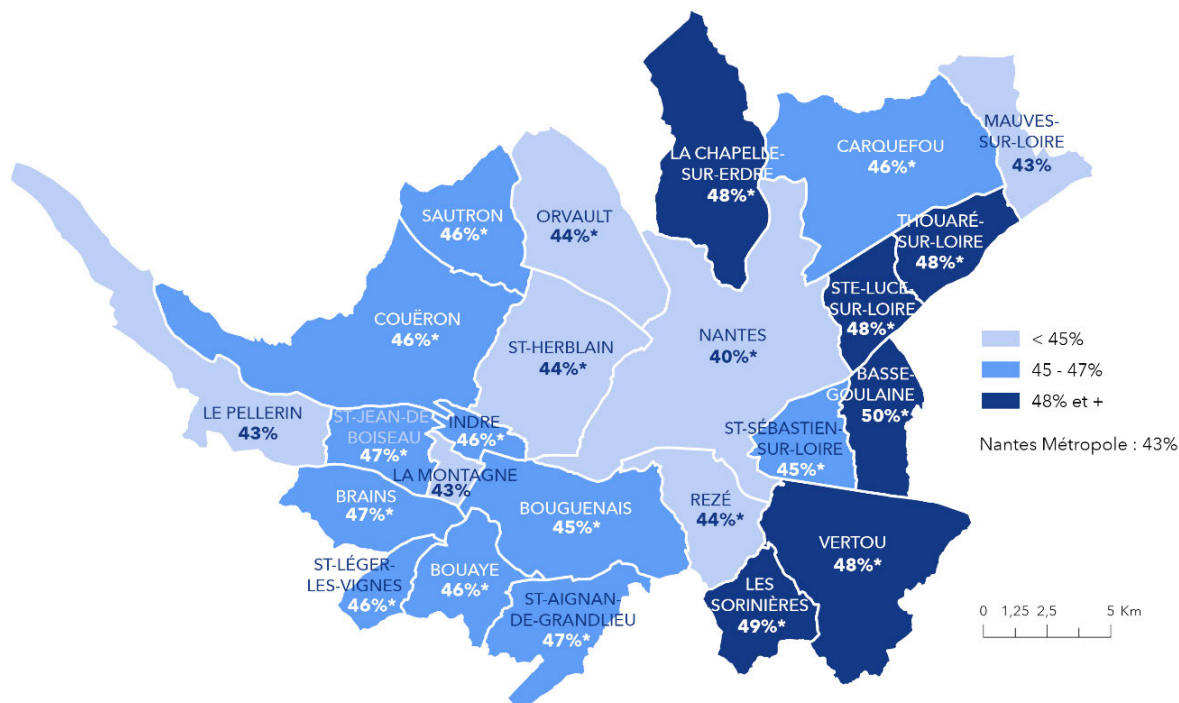 MAUVES-
SUR-LOIRE
43%
CARQUEFOU
46%*
LA CHAPELLE-
SUR-ERDRE
48%*
SAUTRON
46%*
ORVAULT
44%*
THOUARÉ-
SUR-LOIRE
48%*
STE-LUCE-
SUR-LOIRE
48%*
COUËRON
46%*
ST-HERBLAIN
44%*
NANTES
40%*
BASSE-
GOULAINE
50%*
LE PELLERIN
43%
ST-JEAN-DE-
BOISEAU
47%*
INDRE
46%*
ST-SÉBASTIEN-
SUR-LOIRE
45%*
LA MONTAGNE
43%
BRAINS
47%*
BOUGUENAIS
45%*
REZÉ
44%*
VERTOU
48%*
ST-LÉGER-
LES-VIGNES
46%*
BOUAYE
46%*
ST-AIGNAN-
DE-GRANDLIEU
47%*
LES
SORINIÈRES
49%*
< 45%
45 - 47%
48% et +
Nantes Métropole : 43%
0 1,25 2,5 5 Km